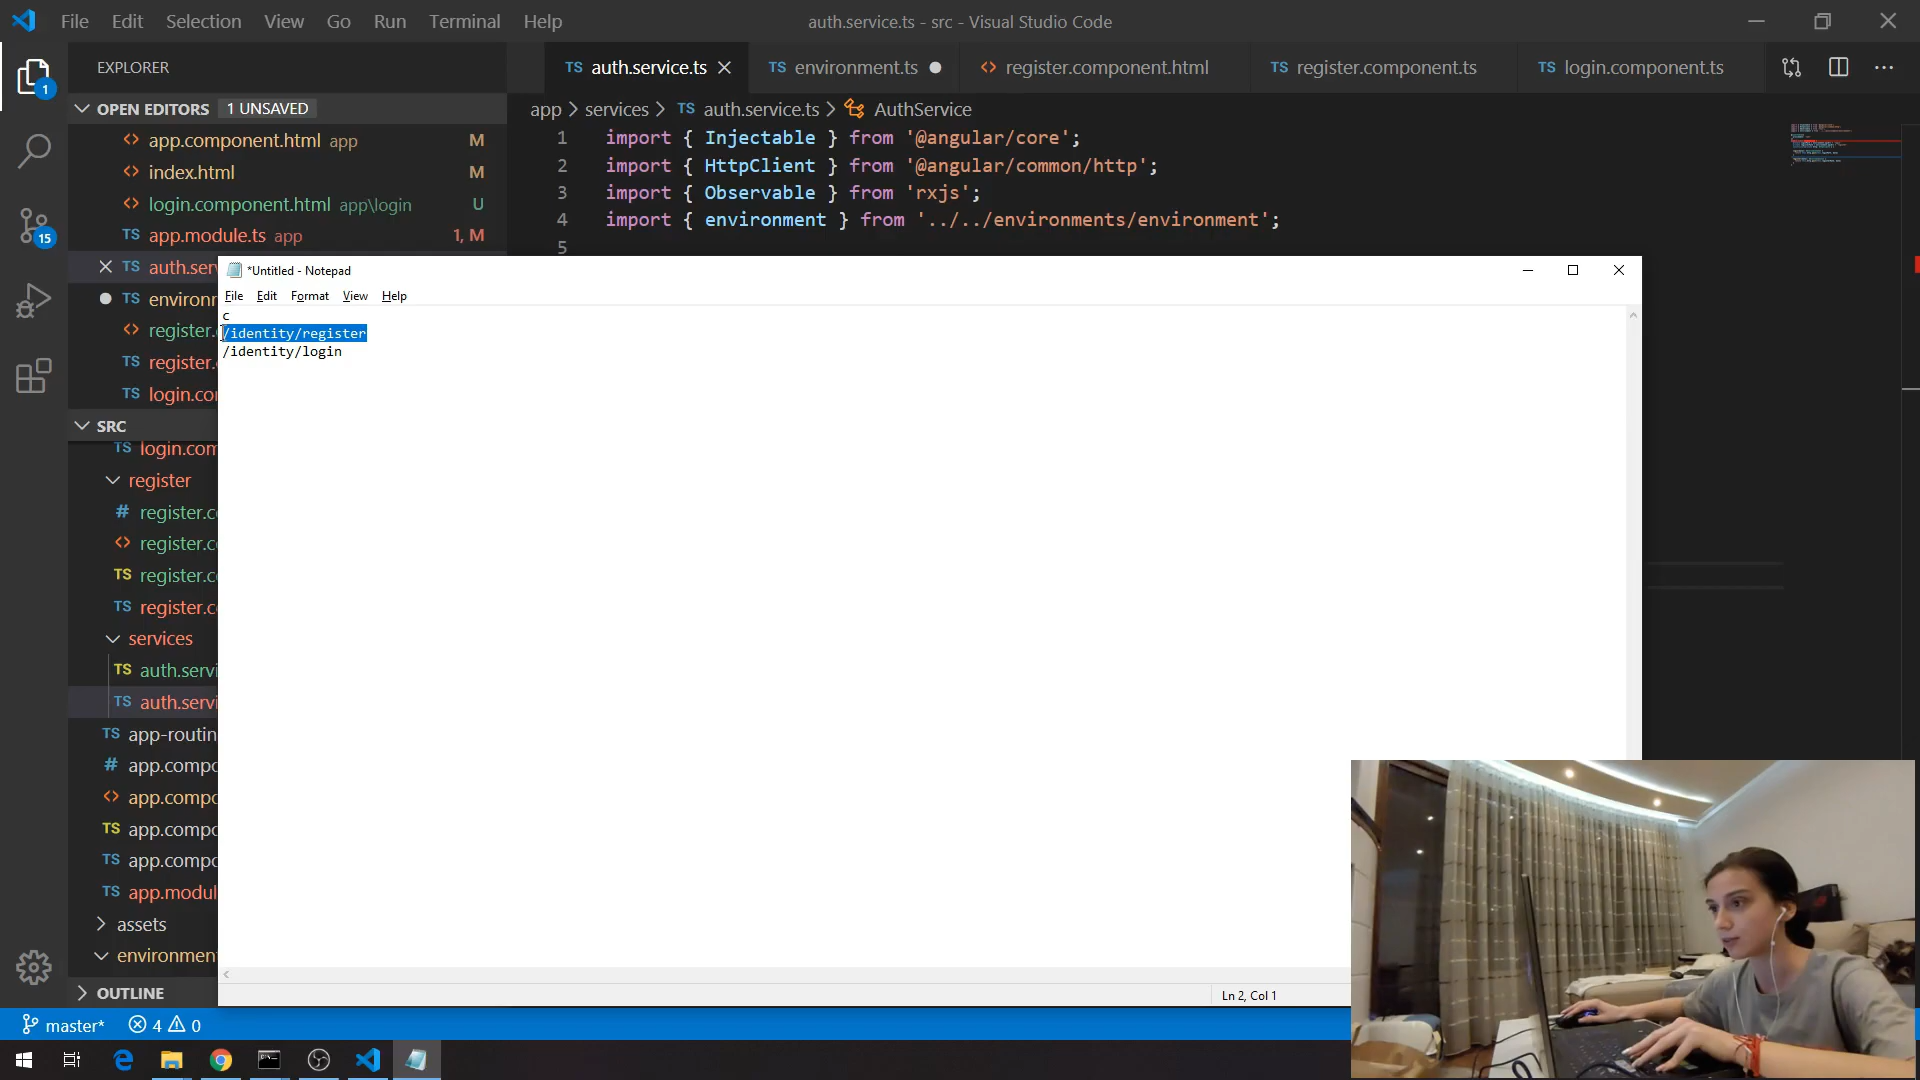 File Edit Selection View Go Run Terminal Help
auth.service.ts - src - Visual Studio Code
EXPLORER
OPEN EDITORS 1 UNSAVED
<> app.component.html app M
<> index.html M
<> login.component.html app\login U
TS app.module.ts app 1, M
TS auth.ser
TS environr
<> register.
TS register.
TS login.co
SRC
TS login.com
register
# register.c
<> register.c
TS register.c
TS register.c
services
TS auth.servi
TS auth.servi
TS app-routin
# app.compo
<> app.compo
TS app.compo
TS app.compo
TS app.modul
assets
environment
OUTLINE
1
15
TS auth.service.ts
TS environment.ts
<> register.component.html
TS register.component.ts
TS login.component.ts
app > services > TS auth.service.ts > AuthService
1 import { Injectable } from '@angular/core';
2 import { HttpClient } from '@angular/common/http';
3 import { Observable } from 'rxjs';
4 import { environment } from '../../environments/environment';
5
*Untitled - Notepad
File Edit Format View Help
c
/identity/register
/identity/login
Ln 2, Col 1
master* 4 0